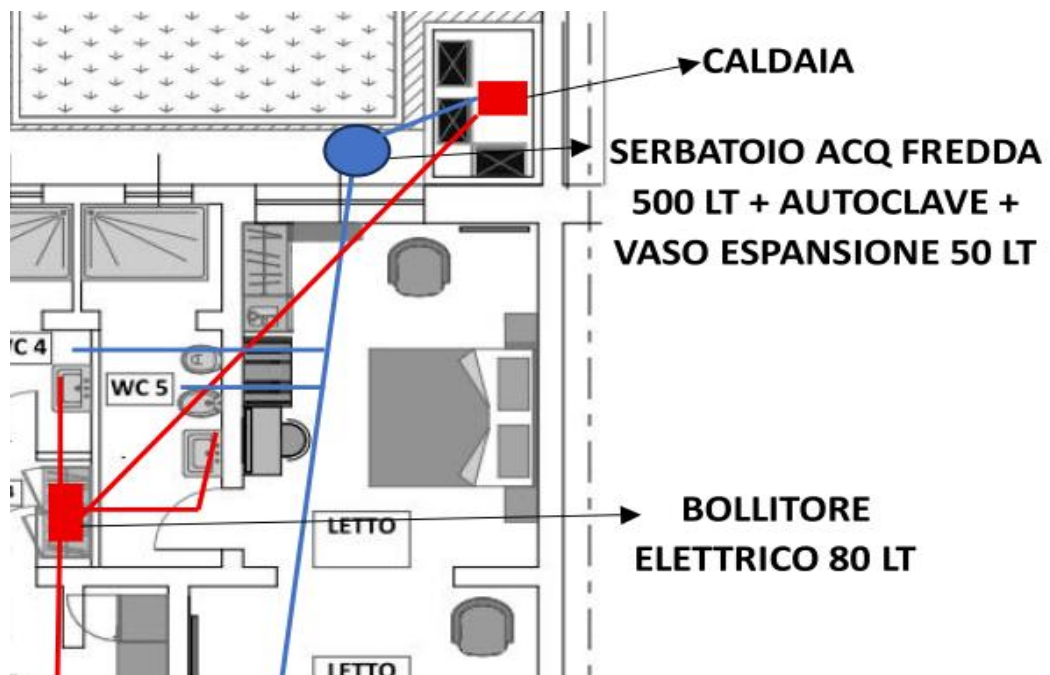 CALDAIA
SERBATOIO ACQ FREDDA
500 LT + AUTOCLAVE +
VASO ESPANSIONE 50 LT
C 4
WC 5
LETTO
BOLLITORE
ELETTRICO 80 LT
LETTO